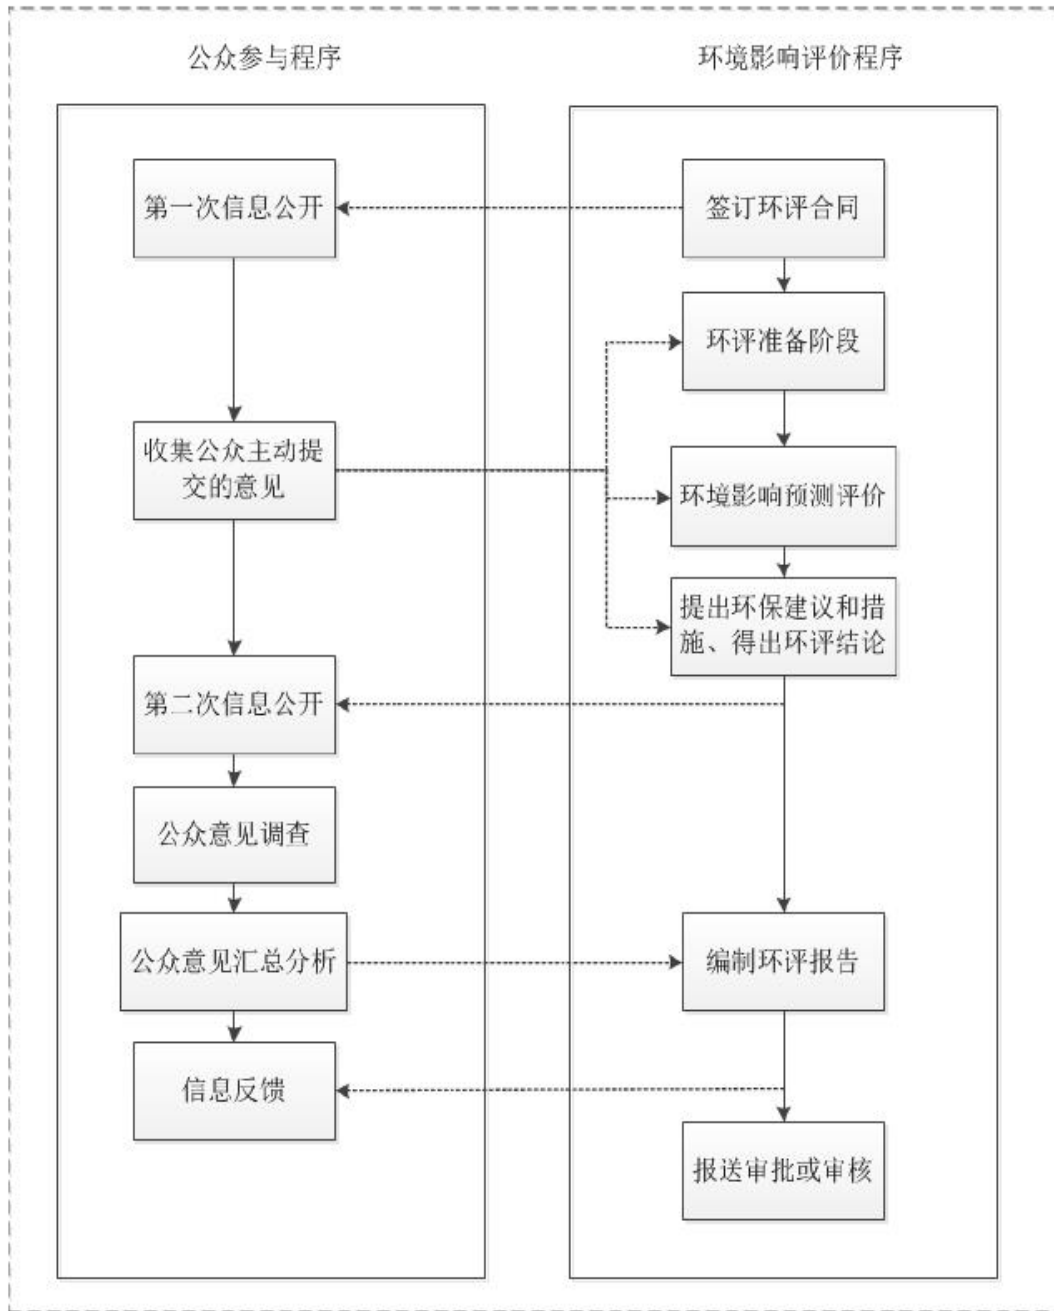 公众参与程序
环境影响评价程序
第一次信息公开
签订环评合同
环评准备阶段
收集公众主动提
交的意见
环境影响预测评价
提出环保建议和措
施、得出环评结论
第二次信息公开
公众意见调查
公众意见汇总分析
编制环评报告
信息反馈
报送审批或审核